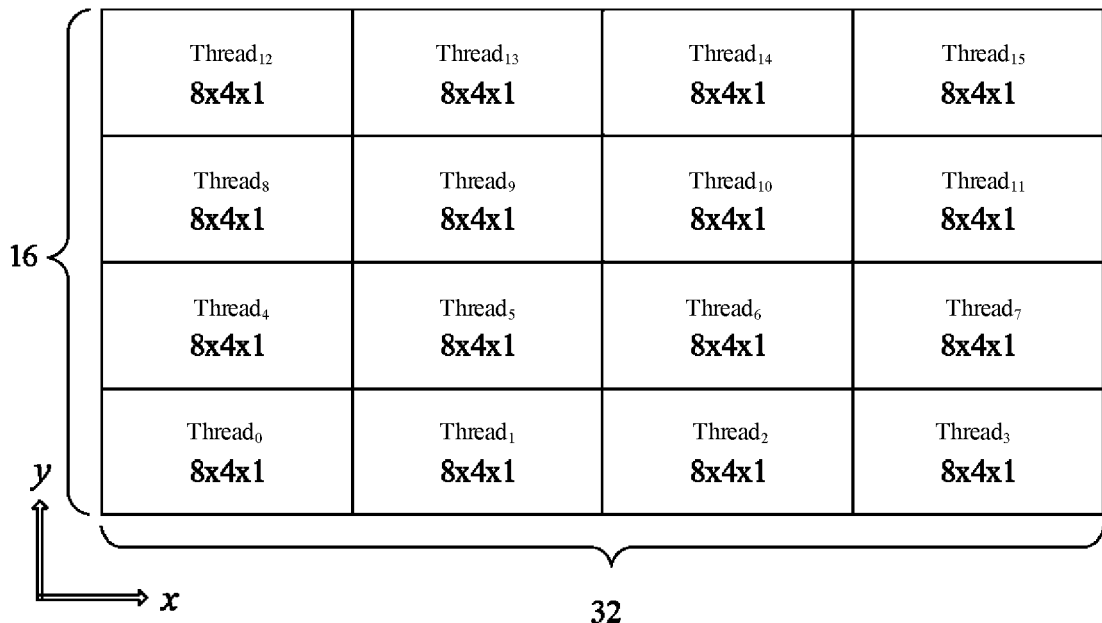 Thread₁₂ Thread₁₃ Thread₁₄ Thread₁₅
8x4x1 8x4x1 8x4x1 8x4x1
Thread₈ Thread₉ Thread₁₀ Thread₁₁
8x4x1 8x4x1 8x4x1 8x4x1
16
Thread₄ Thread₅ Thread₆ Thread₇
8x4x1 8x4x1 8x4x1 8x4x1
Thread₀ Thread₁ Thread₂ Thread₃
8x4x1 8x4x1 8x4x1 8x4x1
y
x
32